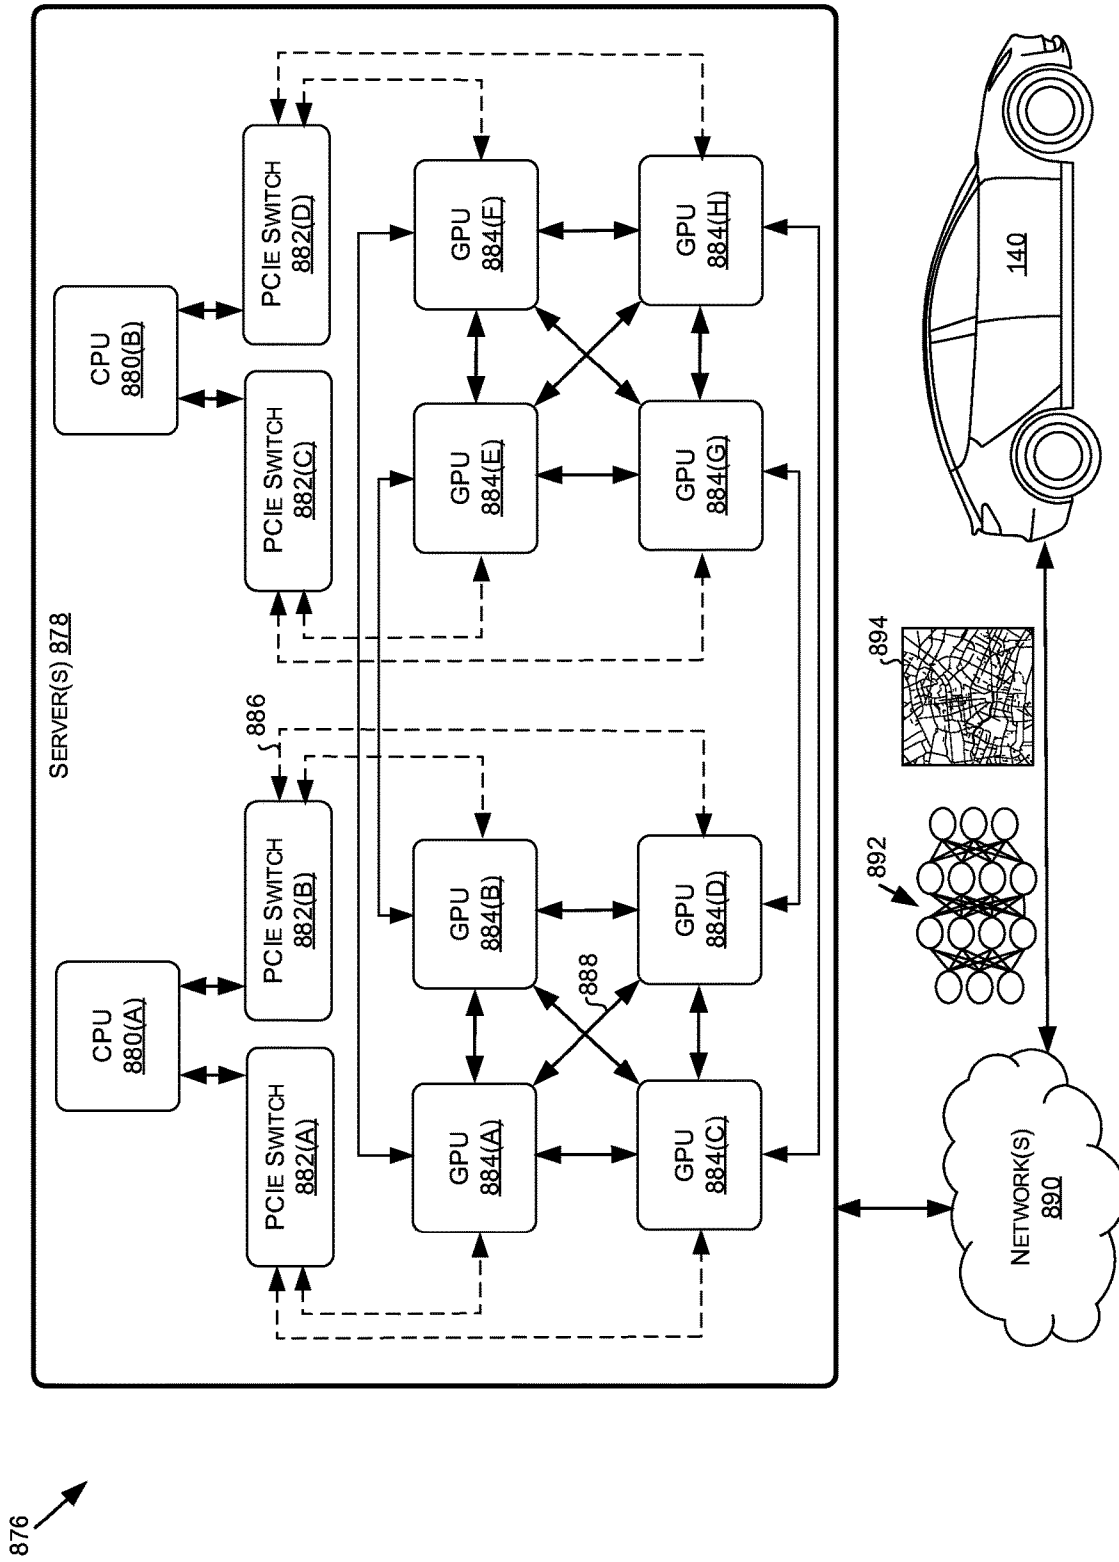 876
SERVER(S) 878
CPU
880(A)
CPU
880(B)
886
PCIE SWITCH
882(A)
PCIE SWITCH
882(B)
PCIE SWITCH
882(C)
PCIE SWITCH
882(D)
GPU
884(A)
GPU
884(B)
GPU
884(E)
GPU
884(F)
888
GPU
884(C)
GPU
884(D)
GPU
884(G)
GPU
884(H)
892
894
NETWORK(S)
890
140